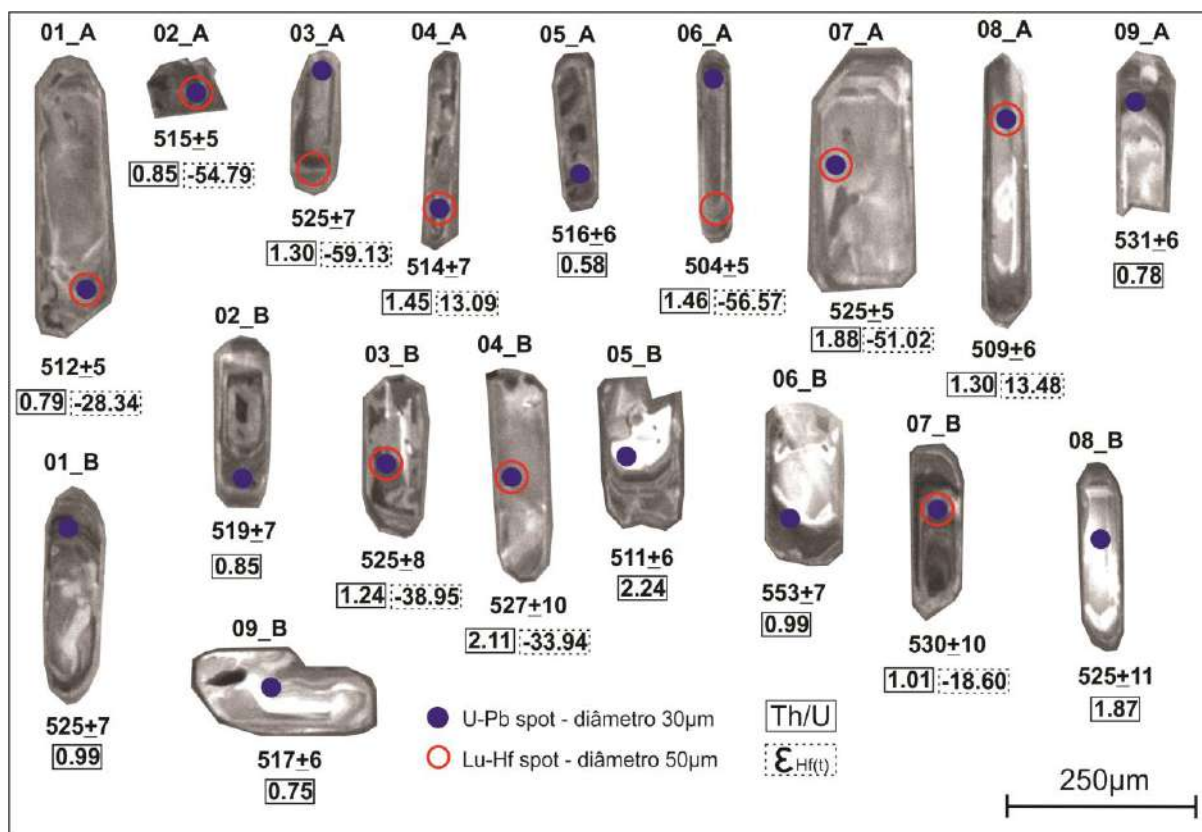 01_A
512±5
0.79 -28.34
02_A
515±5
0.85 -54.79
03_A
525±7
1.30 -59.13
04_A
514±7
1.45 13.09
05_A
516±6
0.58
06_A
504±5
1.46 -56.57
07_A
525±5
1.88 -51.02
08_A
509±6
1.30 13.48
09_A
531±6
0.78
01_B
525±7
0.99
02_B
519±7
0.85
03_B
525±8
1.24 -38.95
04_B
527±10
2.11 -33.94
05_B
511±6
2.24
06_B
553±7
0.99
07_B
530±10
1.01 -18.60
08_B
525±11
1.87
09_B
517±6
0.75
U-Pb spot - diâmetro 30µm
Lu-Hf spot - diâmetro 50µm
Th/U
εHf(t)
250µm